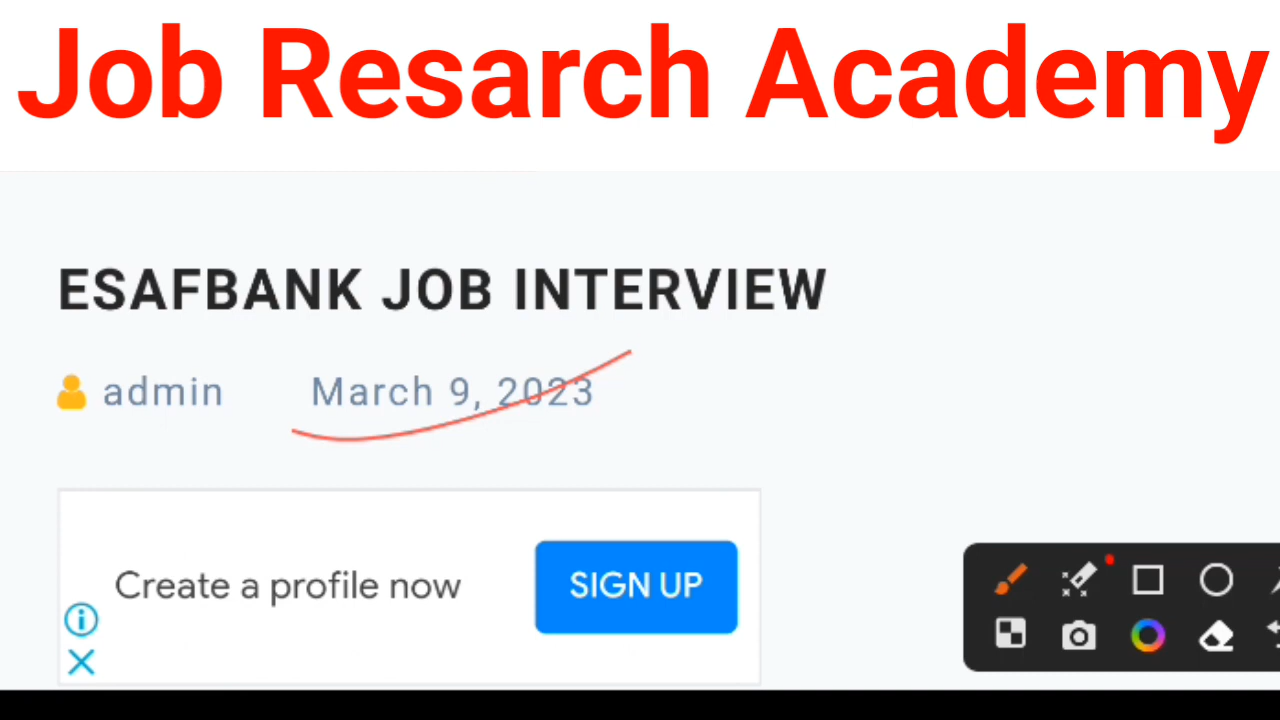 Job Resarch Academy
ESAFBANK JOB INTERVIEW
admin March 9, 2023
Create a profile now
SIGN UP